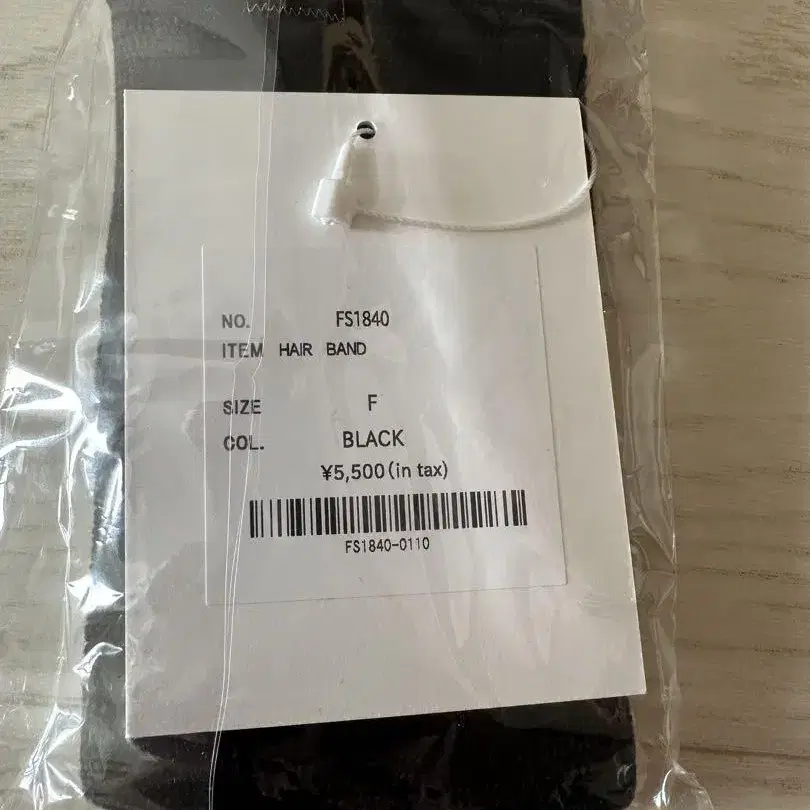 NO. FS1840
ITEM HAIR BAND
SIZE F
COL. BLACK
¥5,500(in tax)
FS1840-0110